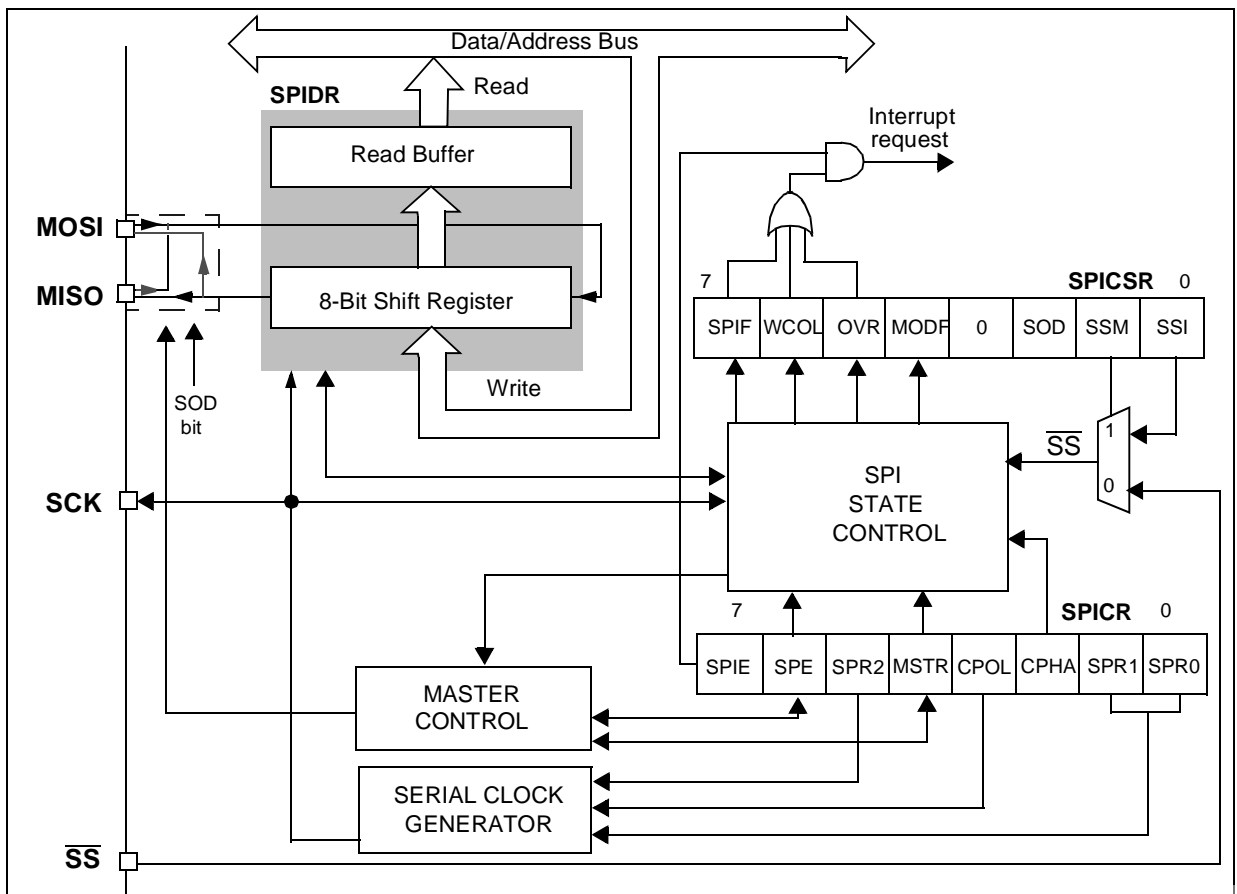 Data/Address Bus
Read
SPIDR
Read Buffer
Interrupt
request
MOSI
MISO
8-Bit Shift Register
7 SPICSR 0
SPIF WCOL OVR MODF 0 SOD SSM SSI
Write
SOD
bit
1
SS
0
SCK
SPI
STATE
CONTROL
7 SPICR 0
SPIE SPE SPR2 MSTR CPOL CPHA SPR1 SPR0
MASTER
CONTROL
SERIAL CLOCK
GENERATOR
SS